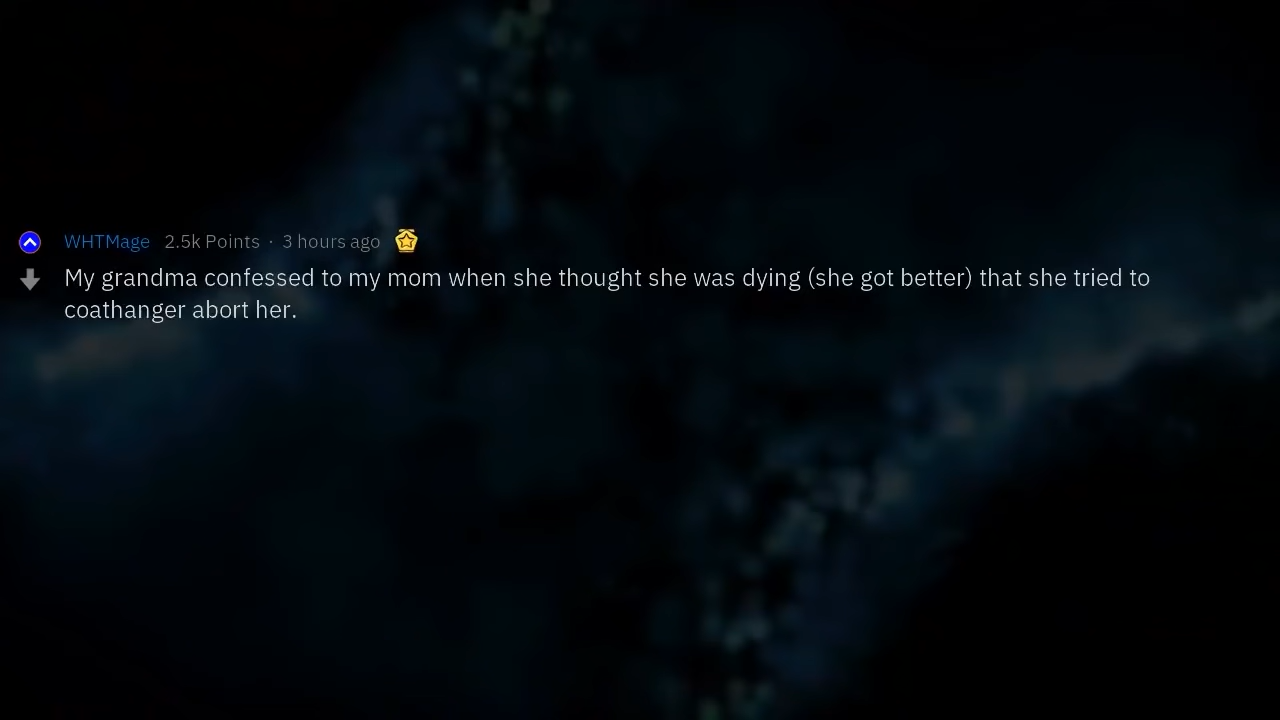 WHTMage 2.5k Points · 3 hours ago
My grandma confessed to my mom when she thought she was dying (she got better) that she tried to
coathanger abort her.